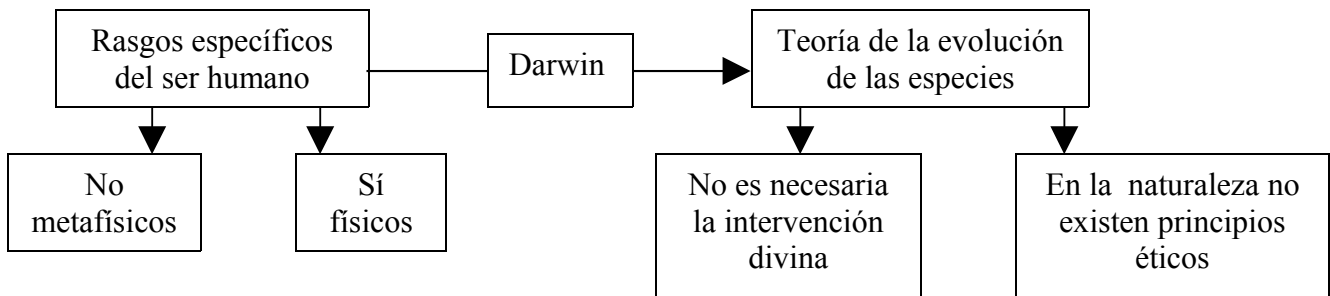 Rasgos específicos
del ser humano
Darwin
Teoría de la evolución
de las especies
No
metafísicos
Sí
físicos
No es necesaria
la intervención
divina
En la naturaleza no
existen principios
éticos